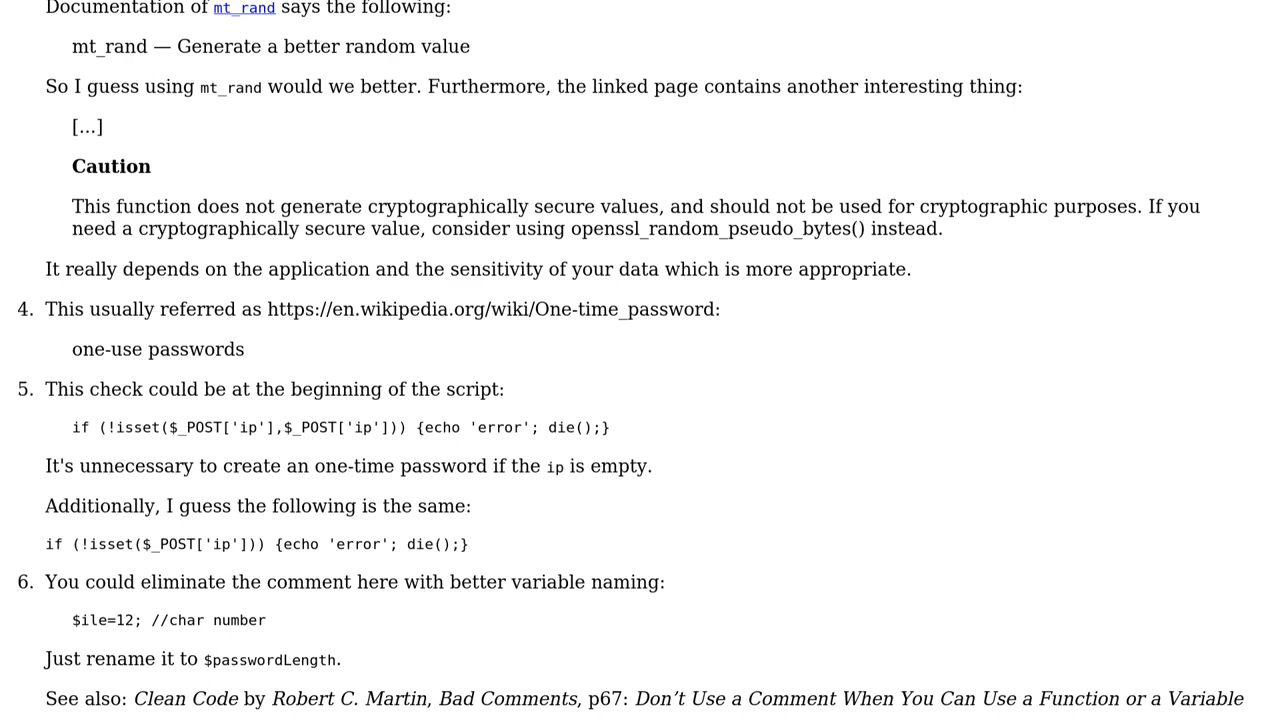 Documentation of mt_rand says the following:
mt_rand — Generate a better random value
So I guess using mt_rand would we better. Furthermore, the linked page contains another interesting thing:
[...]
Caution
This function does not generate cryptographically secure values, and should not be used for cryptographic purposes. If you
need a cryptographically secure value, consider using openssl_random_pseudo_bytes() instead.
It really depends on the application and the sensitivity of your data which is more appropriate.
4. This usually referred as https://en.wikipedia.org/wiki/One-time_password:
one-use passwords
5. This check could be at the beginning of the script:
if (!isset($_POST['ip'],$_POST['ip'])) {echo 'error'; die();}
It's unnecessary to create an one-time password if the ip is empty.
Additionally, I guess the following is the same:
if (!isset($_POST['ip'])) {echo 'error'; die();}
6. You could eliminate the comment here with better variable naming:
$ile=12; //char number
Just rename it to $passwordLength.
See also: Clean Code by Robert C. Martin, Bad Comments, p67: Don’t Use a Comment When You Can Use a Function or a Variable